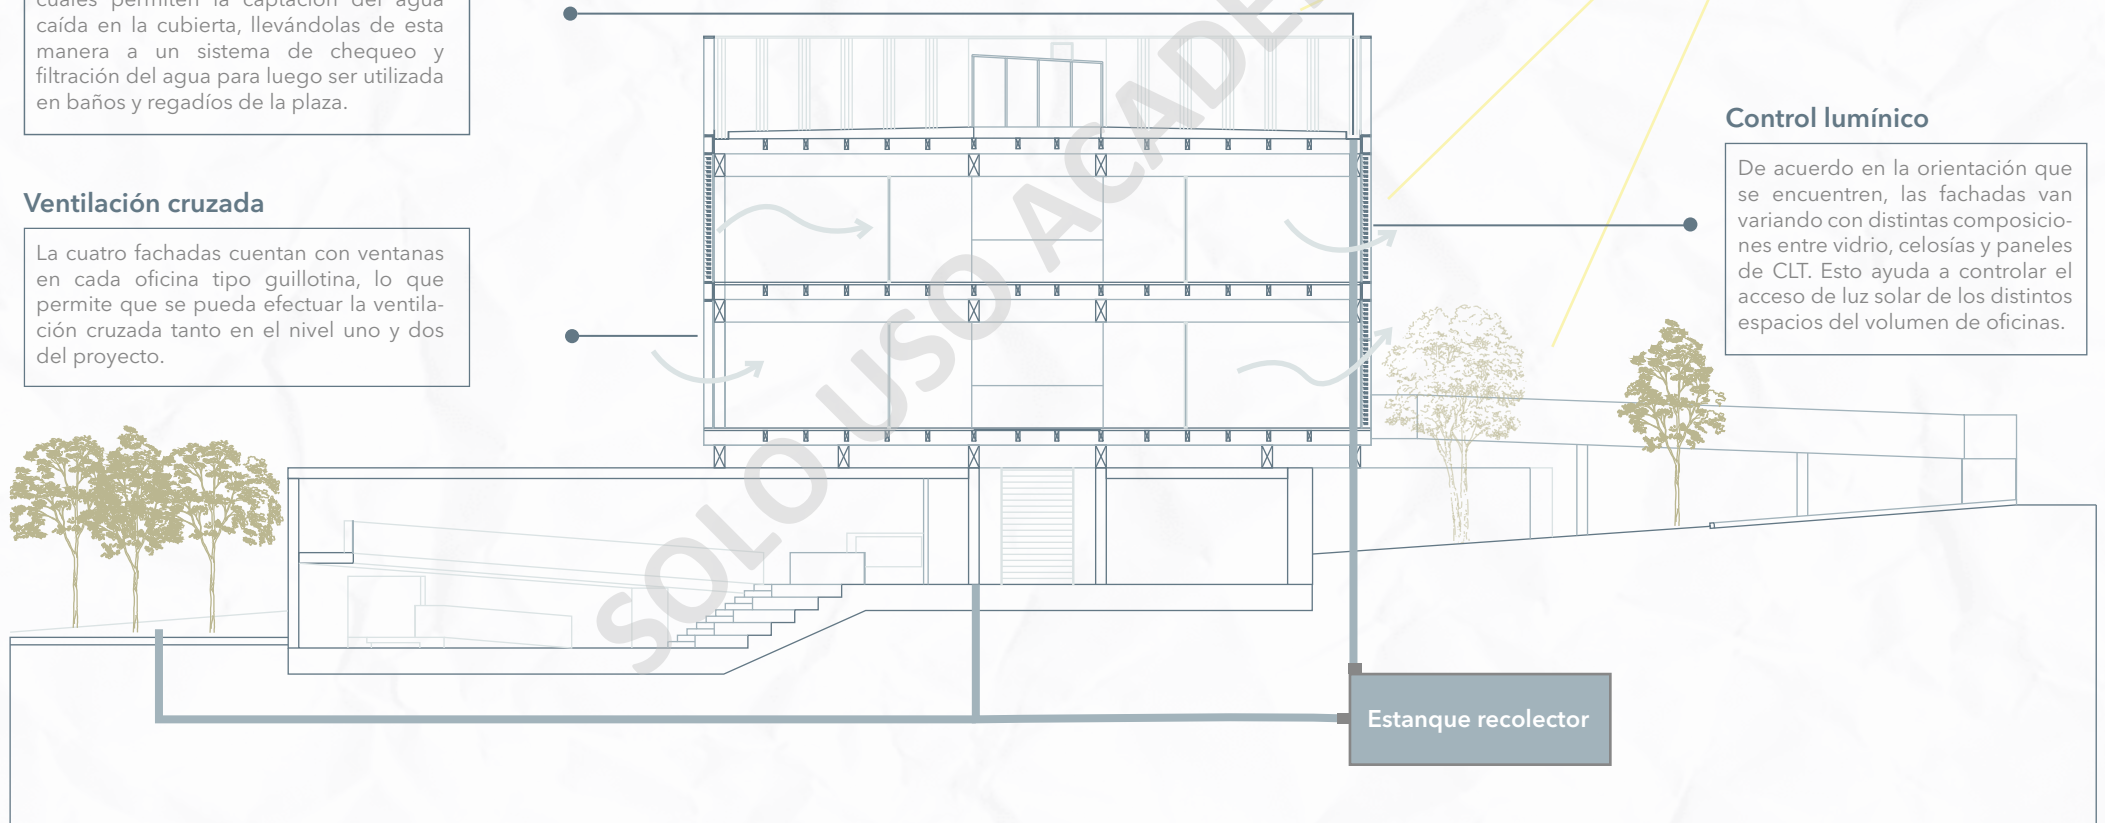 cuales permiten la captación del agua
caída en la cubierta, llevándolas de esta
manera a un sistema de chequeo y
filtración del agua para luego ser utilizada
en baños y regadíos de la plaza.
Ventilación cruzada
La cuatro fachadas cuentan con ventanas
en cada oficina tipo guillotina, lo que
permite que se pueda efectuar la ventila-
ción cruzada tanto en el nivel uno y dos
del proyecto.
Control lumínico
De acuerdo en la orientación que
se encuentren, las fachadas van
variando con distintas composicio-
nes entre vidrio, celosías y paneles
de CLT. Esto ayuda a controlar el
acceso de luz solar de los distintos
espacios del volumen de oficinas.
Estanque recolector
SOLO USO ACADE